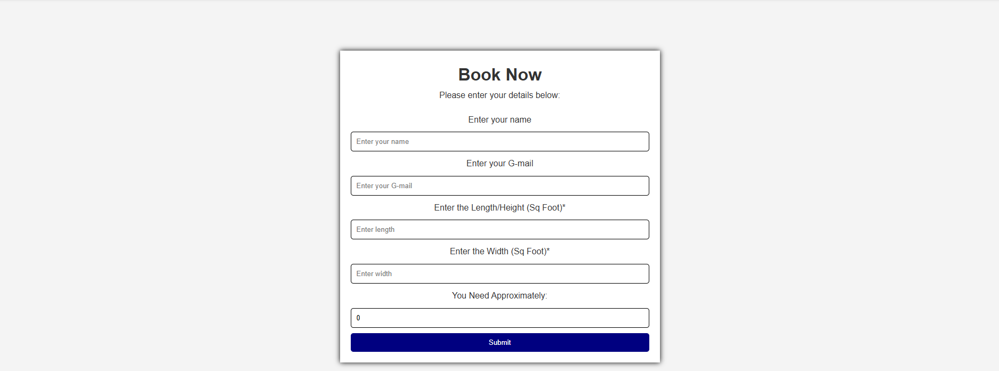 Book Now
Please enter your details below:
Enter your name
Enter your name
Enter your G-mail
Enter your G-mail
Enter the Length/Height (Sq Foot)*
Enter length
Enter the Width (Sq Foot)*
Enter width
You Need Approximately:
0
Submit